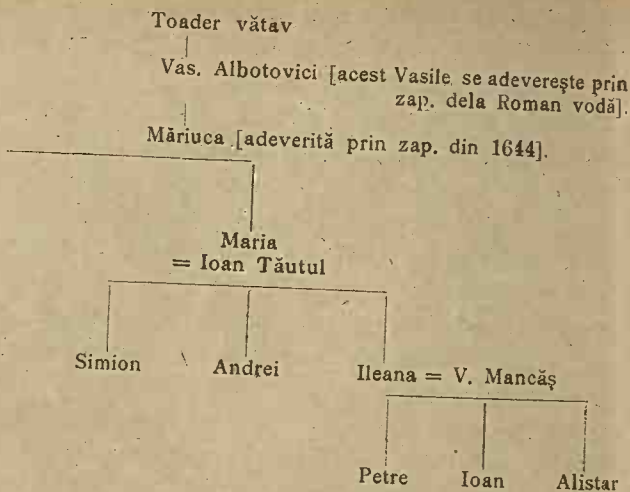 Toader vătav
Vas. Albotovici [acest Vasile se adevereşte prin
zap. dela Roman vodă].
Măriuca [adeverită prin zap. din 1644].
Maria
= Ioan Tăutul
Simion Andrei Ileana = V. Mancăş
Petre Ioan Alistar